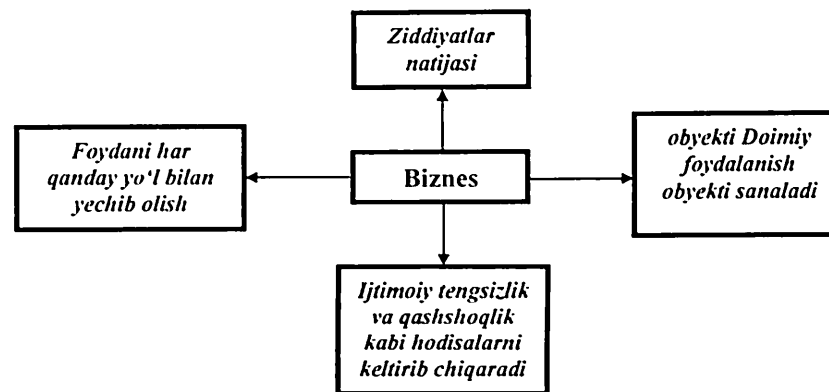 Ziddiyatlar
natijasi
Foydani har
qanday yo‘l bilan
yechib olish
Biznes
obyekti Doimiy
foydalanish
obyekti sanaladi
Ijtimoiy tengsizlik
va qashshoqlik
kabi hodisalarni
keltirib chiqaradi